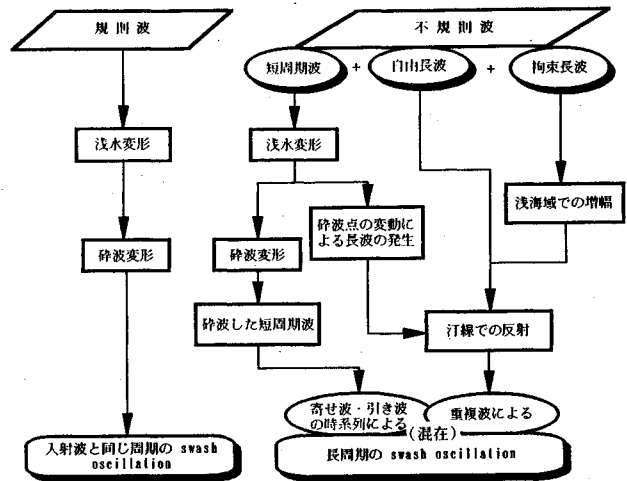 規則波
不規則波
短周期波
+
自由長波
+
拘束長波
浅水変形
浅水変形
浅海域での増幅
砕波点の変動
による長波の発生
砕波変形
砕波変形
砕波した短周期波
汀線での反射
寄せ波・引き波
の時系列による
重複波による
(混在)
入射波と同じ周期の swash
oscillation
長周期の swash oscillation